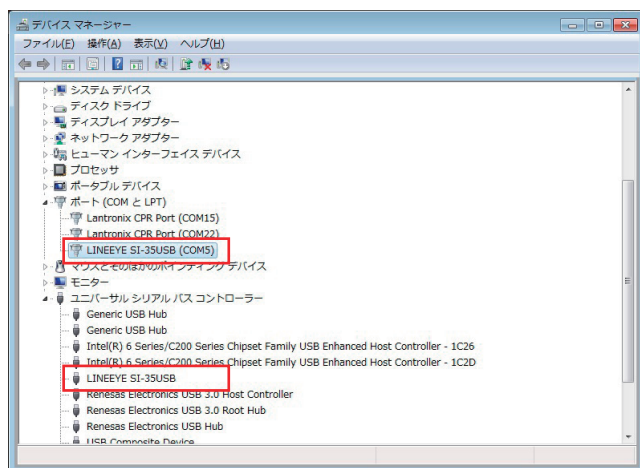 デバイス マネージャー
ファイル(F) 操作(A) 表示(V) ヘルプ(H)
システム デバイス
ディスク ドライブ
ディスプレイ アダプター
ネットワーク アダプター
ヒューマン インターフェイス デバイス
プロセッサ
ポータブル デバイス
ポート (COM と LPT)
Lantronix CPR Port (COM15)
Lantronix CPR Port (COM22)
LINEEYE SI-35USB (COM5)
マウスとそのほかのポインティング デバイス
モニター
ユニバーサル シリアル バス コントローラー
Generic USB Hub
Generic USB Hub
Intel(R) 6 Series/C200 Series Chipset Family USB Enhanced Host Controller - 1C26
Intel(R) 6 Series/C200 Series Chipset Family USB Enhanced Host Controller - 1C2D
LINEEYE SI-35USB
Renesas Electronics USB 3.0 Host Controller
Renesas Electronics USB 3.0 Root Hub
Renesas Electronics USB Hub
USB Composite Device